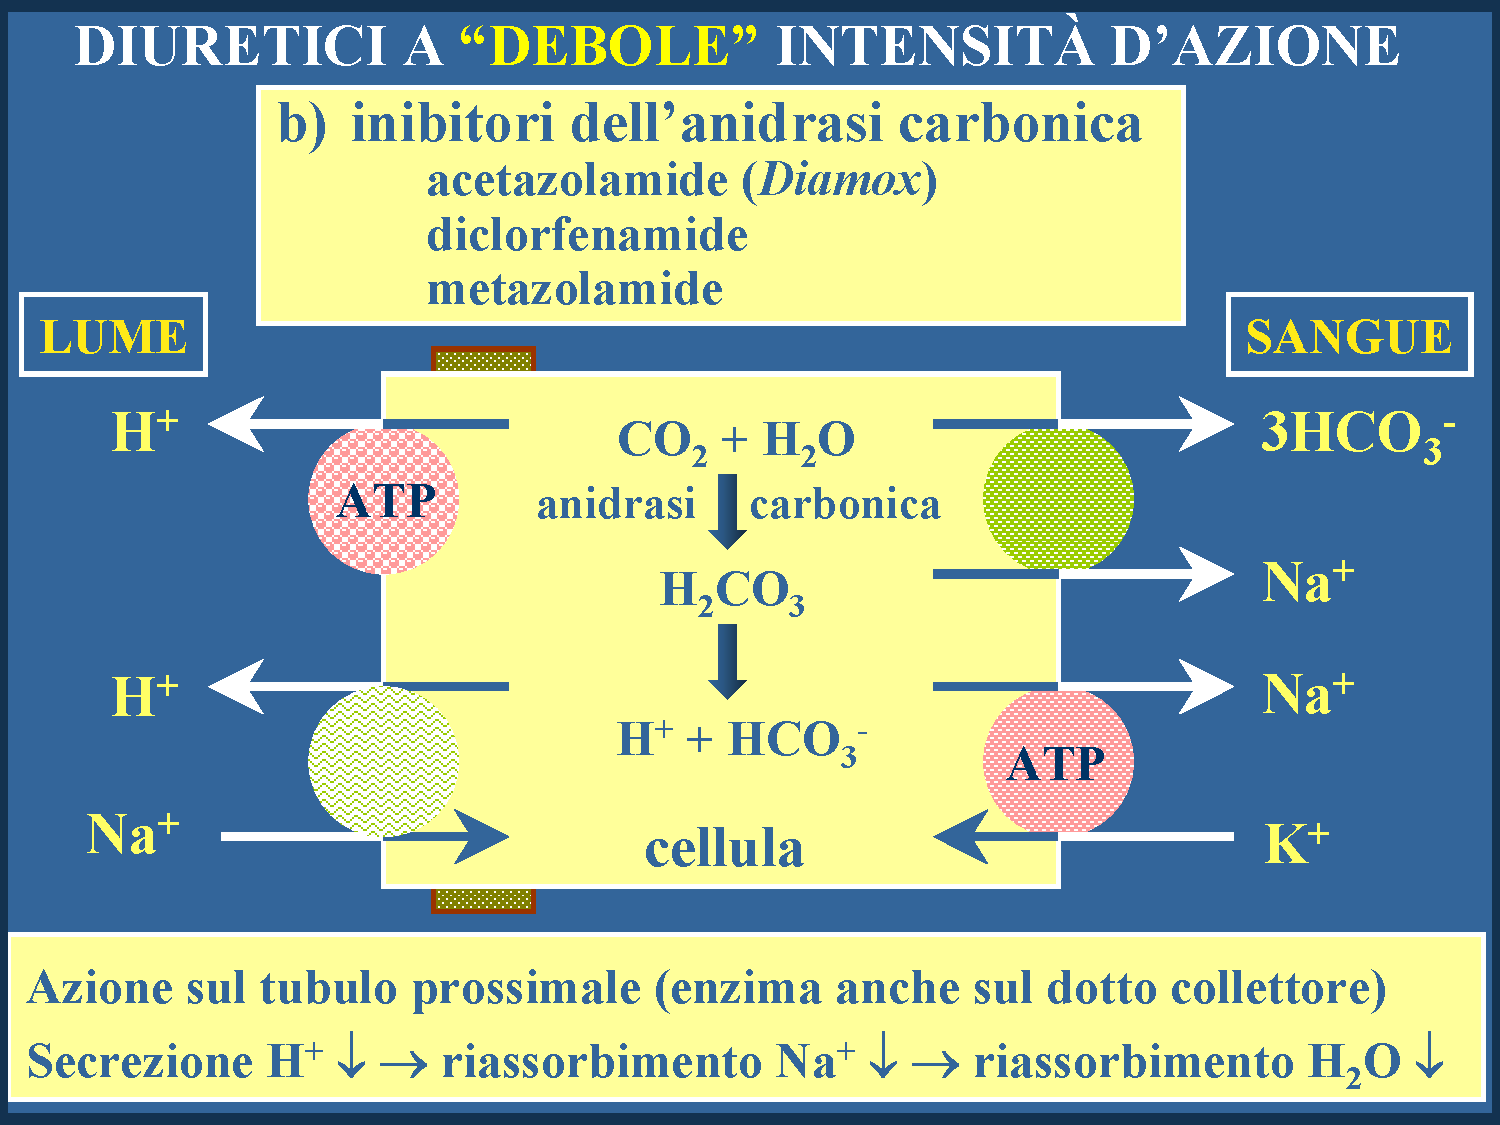 DIURETICI A “DEBOLE” INTENSITÀ D’AZIONE
b) inibitori dell’anidrasi carbonica
acetazolamide (Diamox)
diclorfenamide
metazolamide
LUME
SANGUE
H⁺
CO₂ + H₂O
3HCO₃⁻
ATP
anidrasi carbonica
H₂CO₃
Na⁺
H⁺
Na⁺
H⁺ + HCO₃⁻
ATP
Na⁺
cellula
K⁺
Azione sul tubulo prossimale (enzima anche sul dotto collettore)
Secrezione H⁺ ↓ → riassorbimento Na⁺ ↓ → riassorbimento H₂O ↓